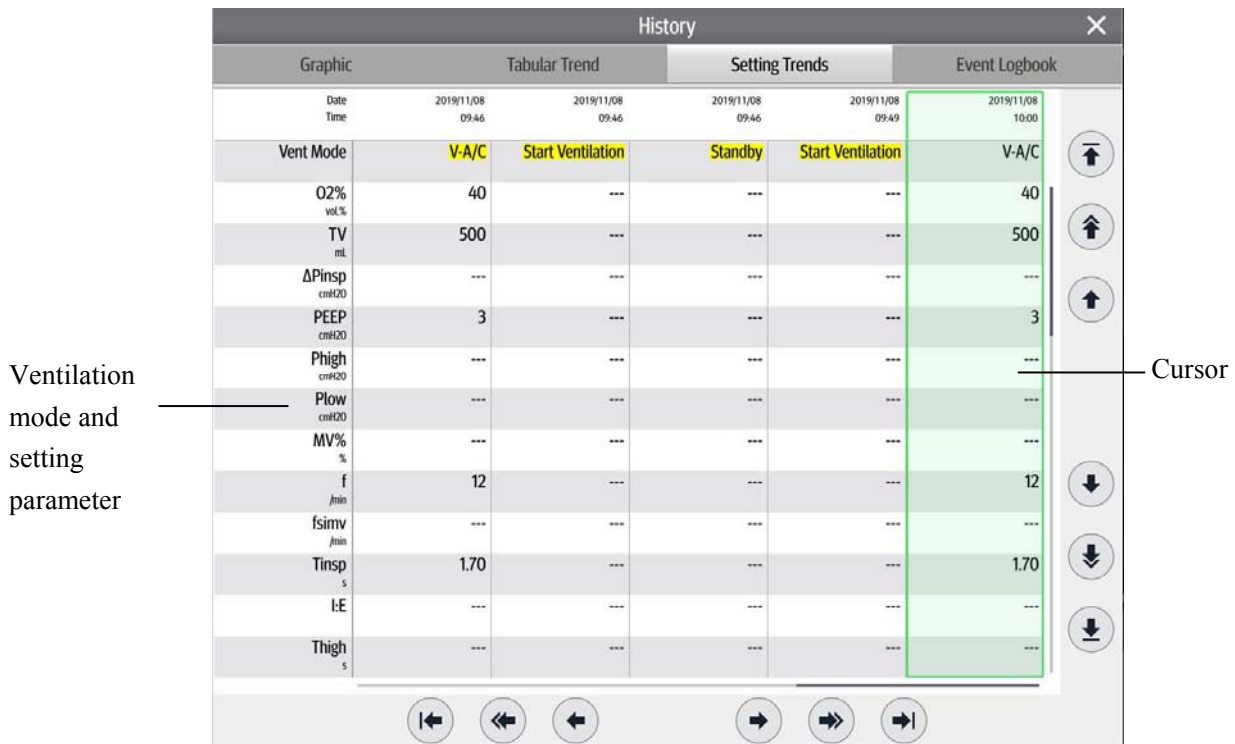 History
Graphic Tabular Trend Setting Trends Event Logbook
Date 2019/11/08 2019/11/08 2019/11/08 2019/11/08 2019/11/08
Time 09:46 09:46 09:46 09:49 10:00
Vent Mode V-A/C Start Ventilation Standby Start Ventilation V-A/C
O2% 40 --- --- --- 40
vol.%
TV 500 --- --- --- 500
mL
ΔPinsp --- --- --- --- ---
cmH2O
PEEP 3 --- --- --- 3
cmH2O
Phigh --- --- --- --- ---
cmH2O
Plow --- --- --- --- ---
cmH2O
MV% --- --- --- --- ---
%
f 12 --- --- --- 12
/min
fsimv --- --- --- --- ---
/min
Tinsp 1.70 --- --- --- 1.70
s
I:E --- --- --- --- ---
Thigh --- --- --- --- ---
s
Ventilation
mode and
setting
parameter
Cursor